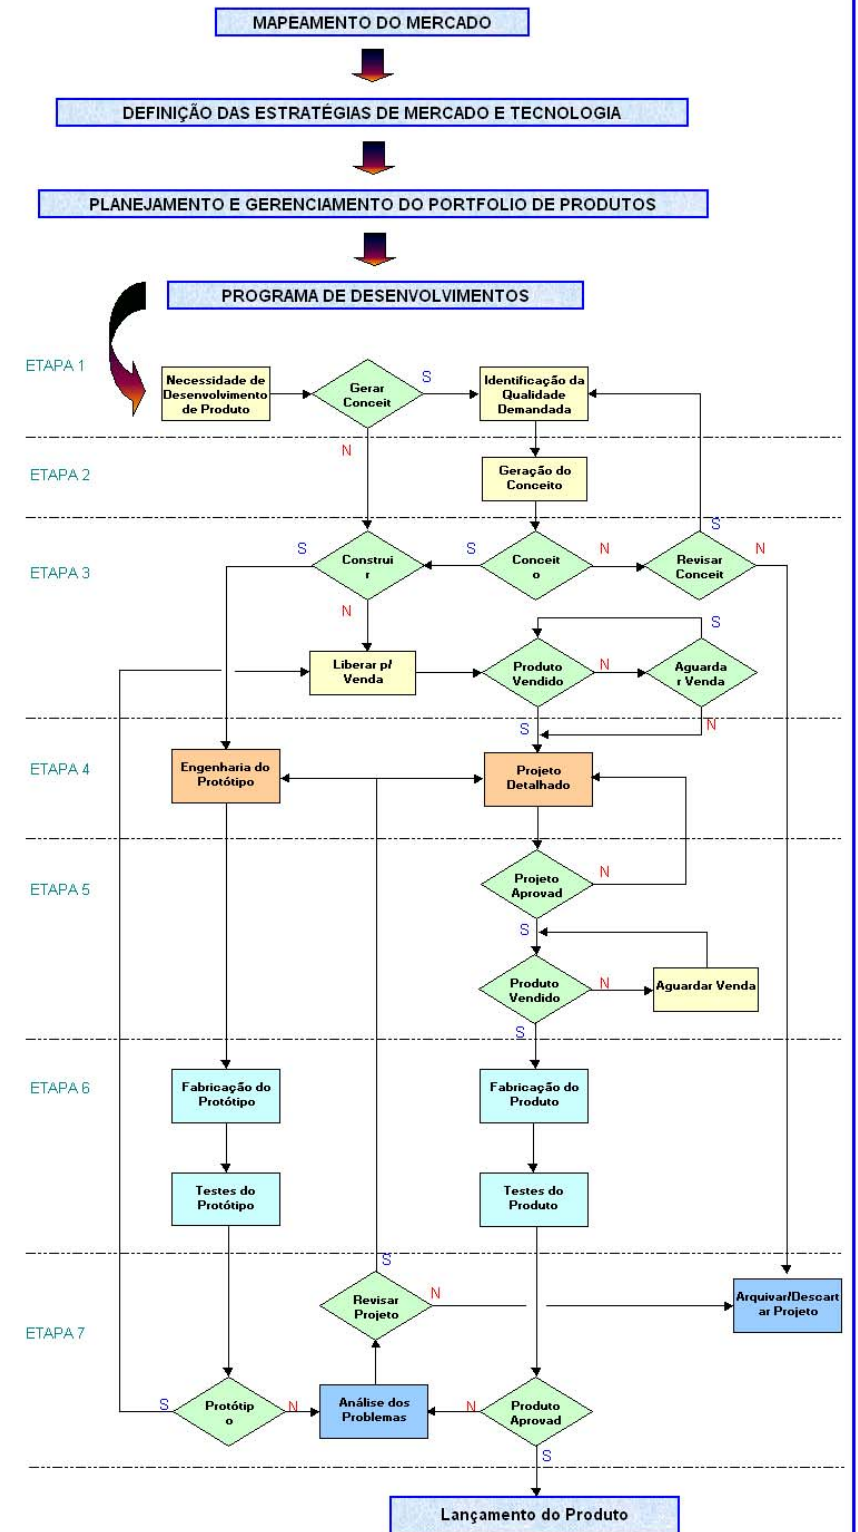 MAPEAMENTO DO MERCADO
DEFINIÇÃO DAS ESTRATÉGIAS DE MERCADO E TECNOLOGIA
PLANEJAMENTO E GERENCIAMENTO DO PORTFOLIO DE PRODUTOS
PROGRAMA DE DESENVOLVIMENTOS
ETAPA 1
Necessidade de
Desenvolvimento
de Produto
Gerar
Conceit
S
Identificação da
Qualidade
Demandada
N
ETAPA 2
Geração do
Conceito
ETAPA 3
S
Construi
r
S
Conceit
o
N
S
Revisar
Conceit
N
N
Liberar p/
Venda
Produto
Vendido
N
S
Aguarda
r Venda
S
N
ETAPA 4
Engenharia do
Protótipo
Projeto
Detalhado
ETAPA 5
Projeto
Aprovad
N
S
Produto
Vendido
N
Aguardar Venda
S
ETAPA 6
Fabricação do
Protótipo
Fabricação do
Produto
Testes do
Protótipo
Testes do
Produto
ETAPA 7
S
Revisar
Projeto
N
Arquivar/Descart
ar Projeto
S
Protótip
o
N
Análise dos
Problemas
N
Produto
Aprovad
S
Lançamento do Produto